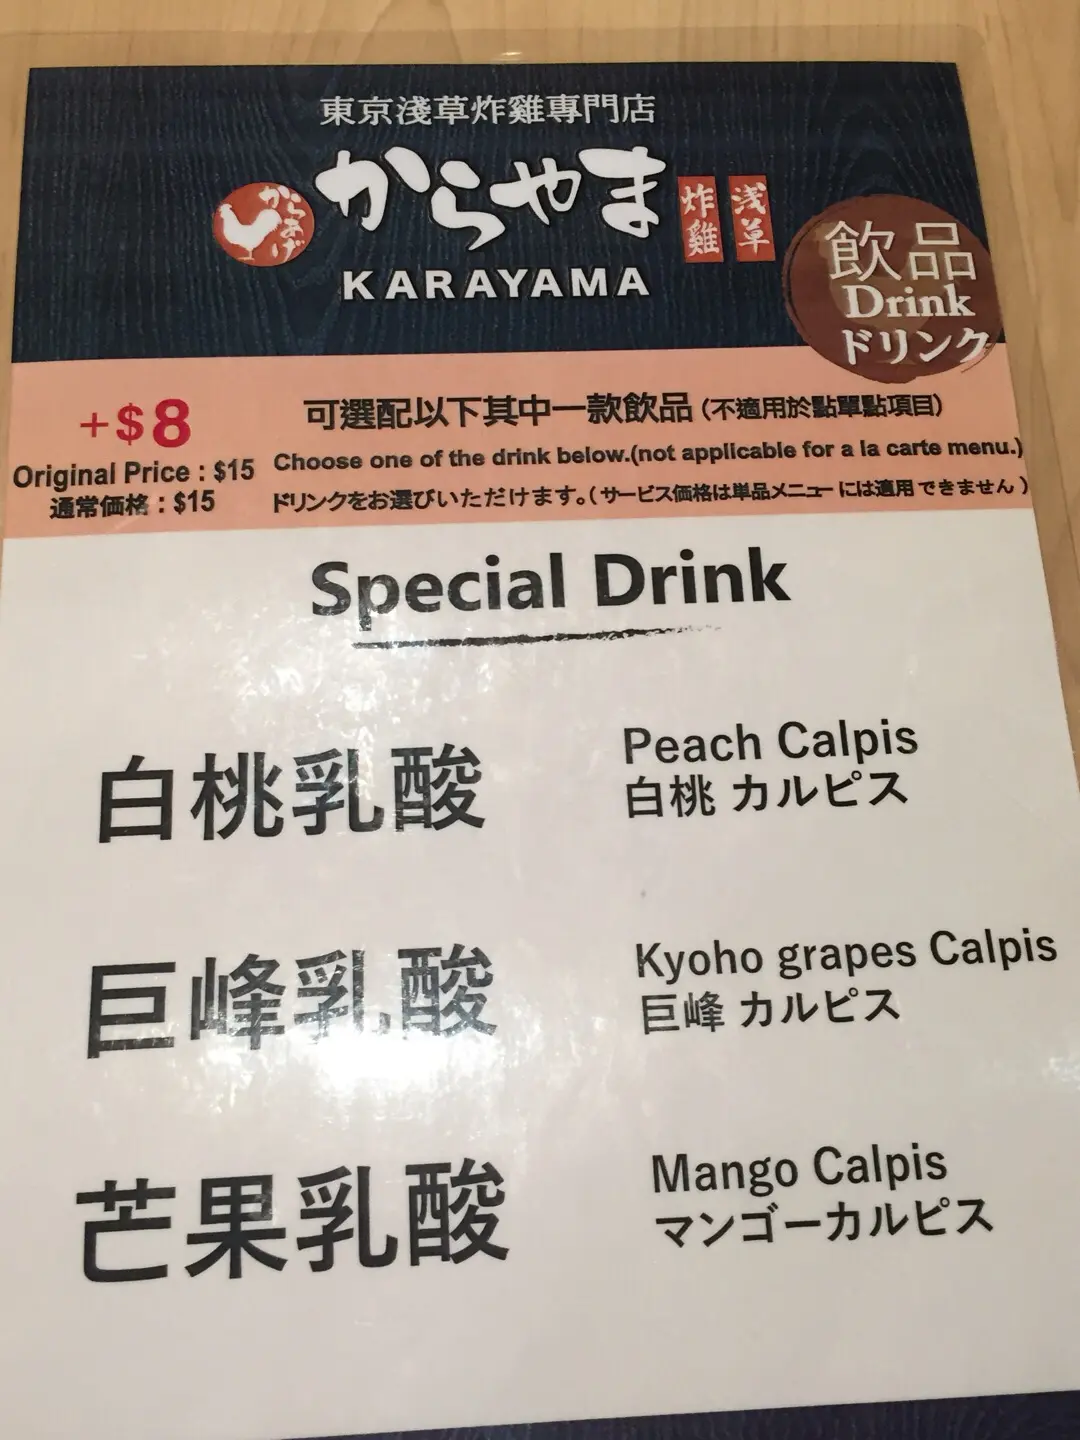 東京淺草炸雞專門店
からあげ
からやま
炸雞
浅草
KARAYAMA
飲品
Drink
ドリンク
+$8
Original Price : $15
通常価格 : $15
可選配以下其中一款飲品 (不適用於點單點項目)
Choose one of the drink below.(not applicable for a la carte menu.)
ドリンクをお選びいただけます。( サービス価格は単品メニュー には適用 できません )
Special Drink
白桃乳酸
Peach Calpis
白桃 カルピス
巨峰乳酸
Kyoho grapes Calpis
巨峰 カルピス
芒果乳酸
Mango Calpis
マンゴーカルピス